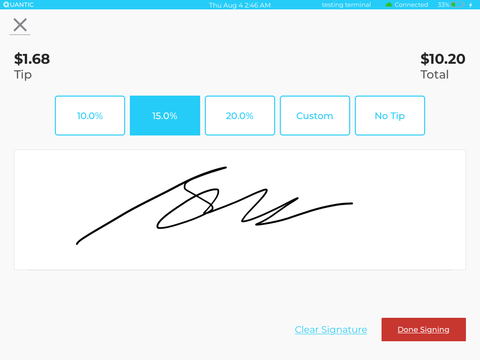 QUANTIC Thu Aug 4 2:46 AM testing terminal Connected 33%
$1.68 $10.20
Tip Total
10.0% 15.0% 20.0% Custom No Tip
Clear Signature Done Signing